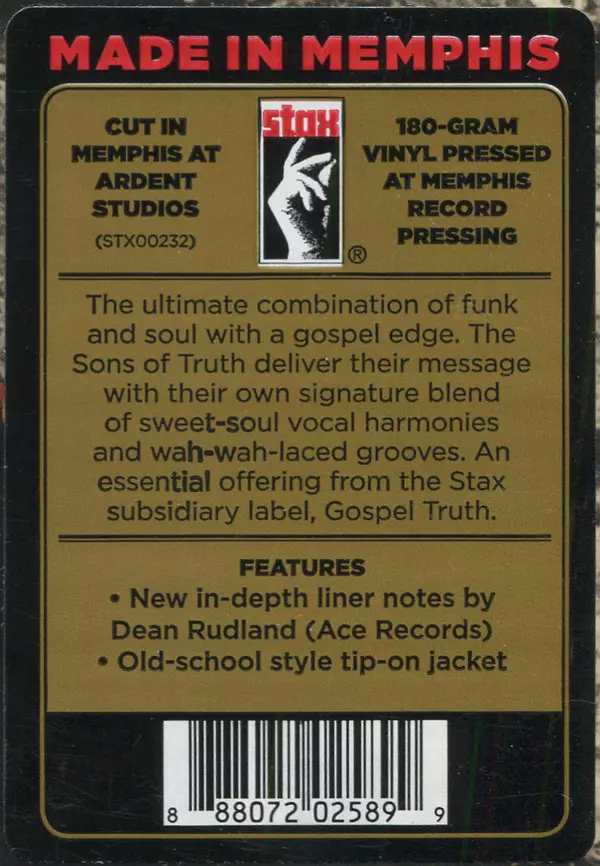 MADE IN MEMPHIS
CUT IN
MEMPHIS AT
ARDENT
STUDIOS
(STX00232)
stax
®
180-GRAM
VINYL PRESSED
AT MEMPHIS
RECORD
PRESSING
The ultimate combination of funk
and soul with a gospel edge. The
Sons of Truth deliver their message
with their own signature blend
of sweet-soul vocal harmonies
and wah-wah-laced grooves. An
essential offering from the Stax
subsidiary label, Gospel Truth.
FEATURES
• New in-depth liner notes by
Dean Rudland (Ace Records)
• Old-school style tip-on jacket
8 88072 02589 9